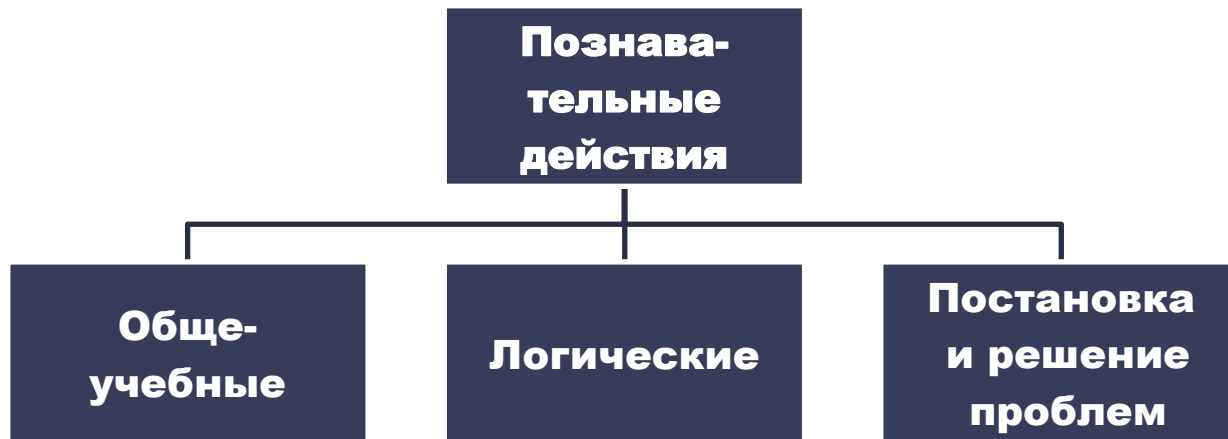 Познава-
тельные
действия
Обще-
учебные
Логические
Постановка
и решение
проблем